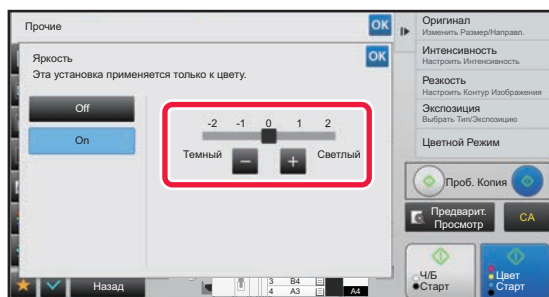 Прочие
OK
Яркость
OK
Эта установка применяется только к цвету.
Off
On
-2 -1 0 1 2
Темный
Светлый
Назад
3 B4
4 A3
A4
Оригинал
Изменить Размер/Направл.
Интенсивность
Настроить Интенсивность
Резкость
Настроить Контур Изображения
Экспозиция
Выбрать Тип/Экспозицию
Цветной Режим
Проб. Копия
Предварит.
Просмотр
CA
Ч/Б
Старт
Цвет
Старт